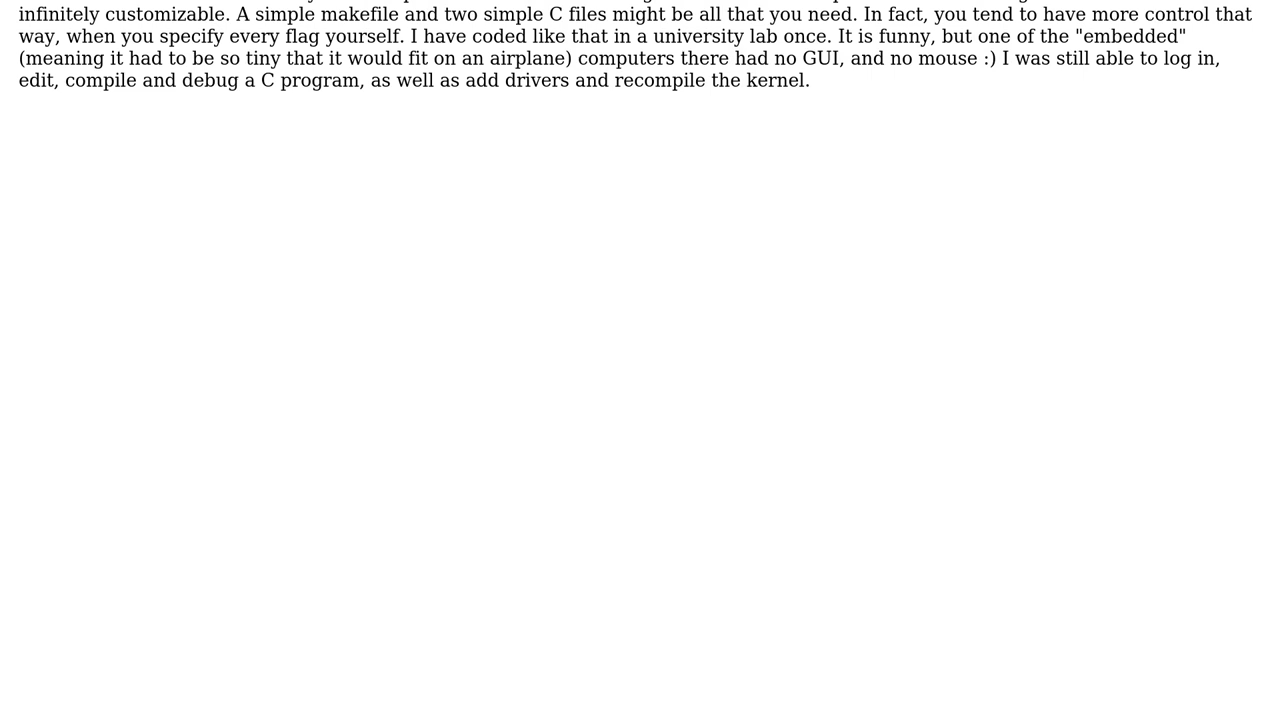 infinitely customizable. A simple makefile and two simple C files might be all that you need. In fact, you tend to have more control that
way, when you specify every flag yourself. I have coded like that in a university lab once. It is funny, but one of the "embedded"
(meaning it had to be so tiny that it would fit on an airplane) computers there had no GUI, and no mouse :) I was still able to log in,
edit, compile and debug a C program, as well as add drivers and recompile the kernel.